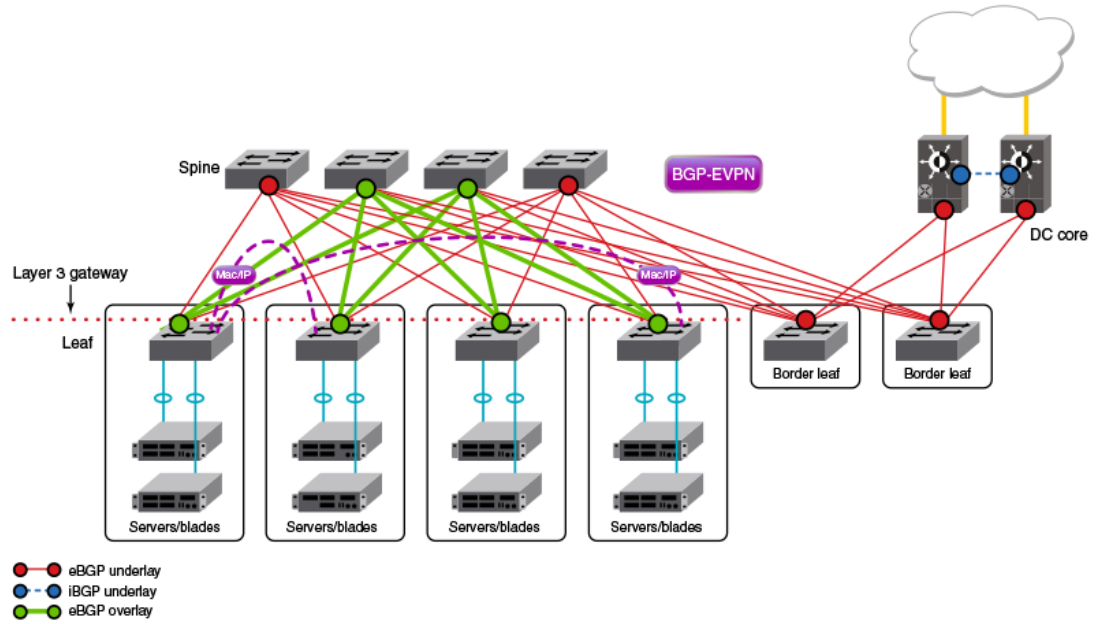 Spine
BGP-EVPN
DC core
Mac/IP
Mac/IP
Layer 3 gateway
Leaf
Border leaf
Border leaf
Servers/blades
Servers/blades
Servers/blades
Servers/blades
eBGP underlay
iBGP underlay
eBGP overlay